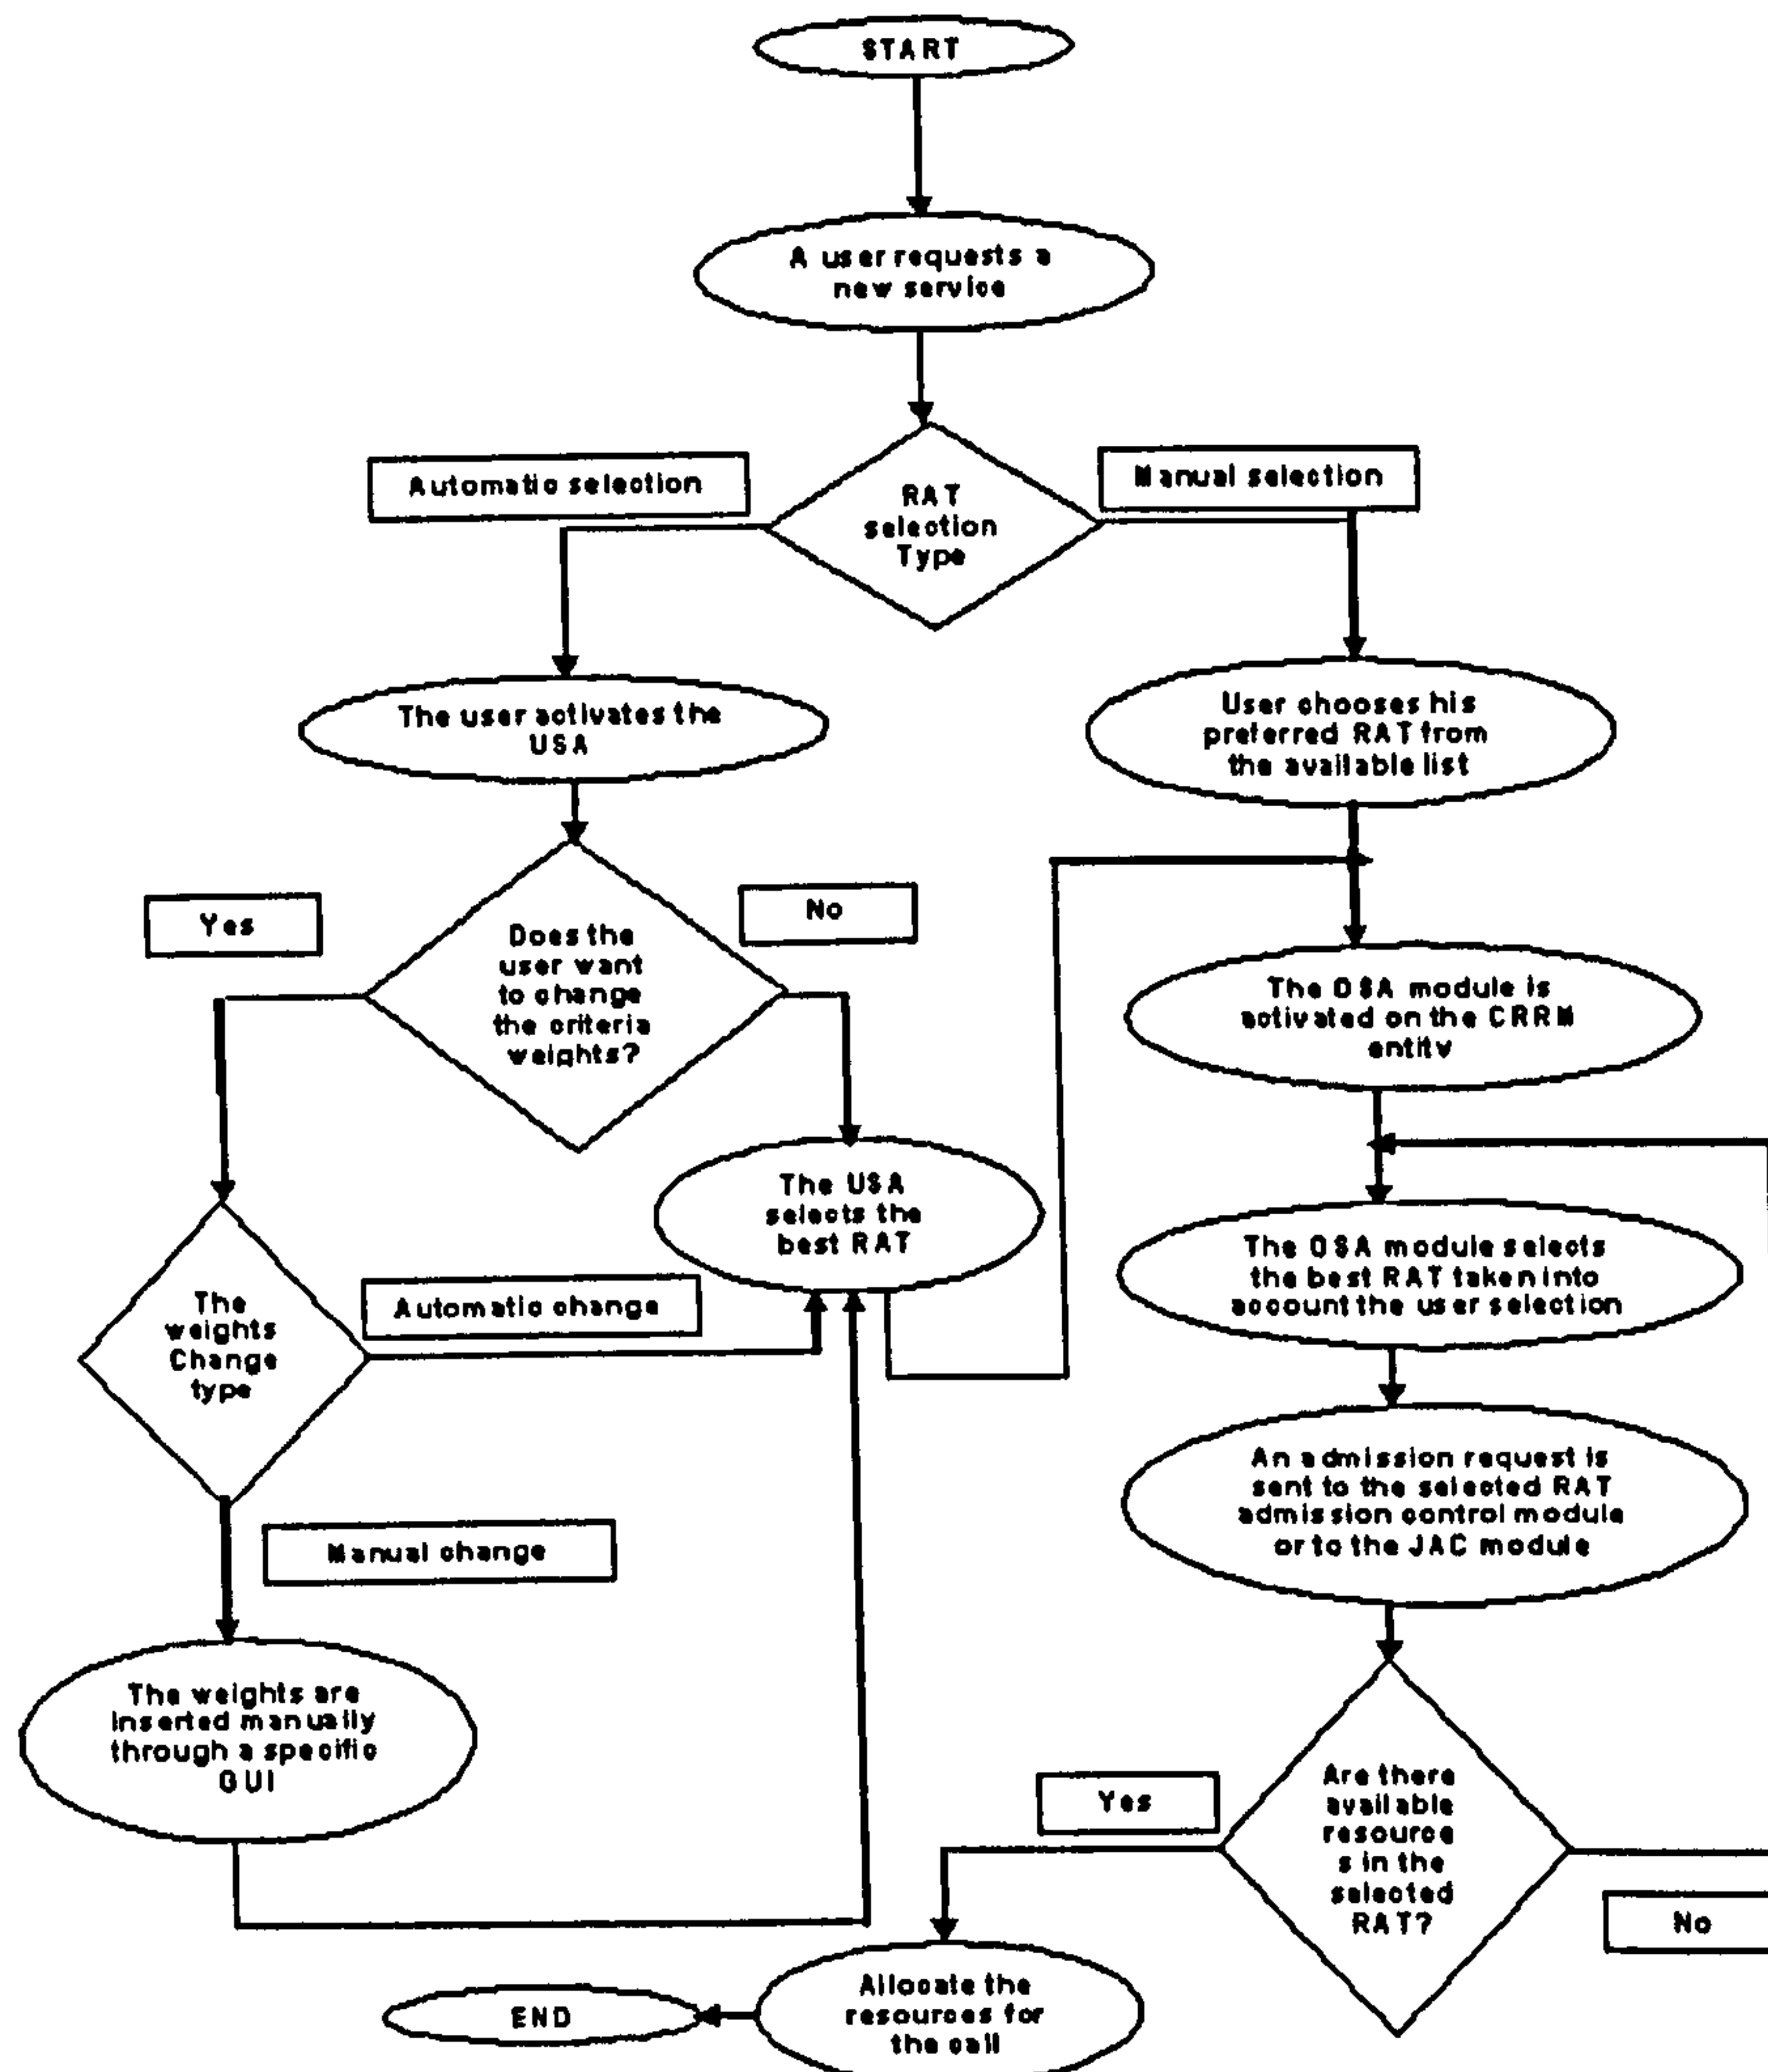 START
A user requests a
new service
Automatic selection
Manual selection
RAT
selection
Type
The user activates the
USA
User chooses his
preferred RAT from
the available list
Yes
No
Does the
user want
to change
the criteria
weights?
The OSA module is
activated on the CRRM
entity
The USA
selects the
best RAT
The OSA module selects
the best RAT taken into
account the user selection
The
weights
Change
type
Automatic change
An admission request is
sent to the selected RAT
admission control module
or to the JAC module
Manual change
The weights are
inserted manually
through a specific
GUI
Yes
Are there
available
resource
s in the
selected
RAT?
No
Allocate the
resources for
the call
END